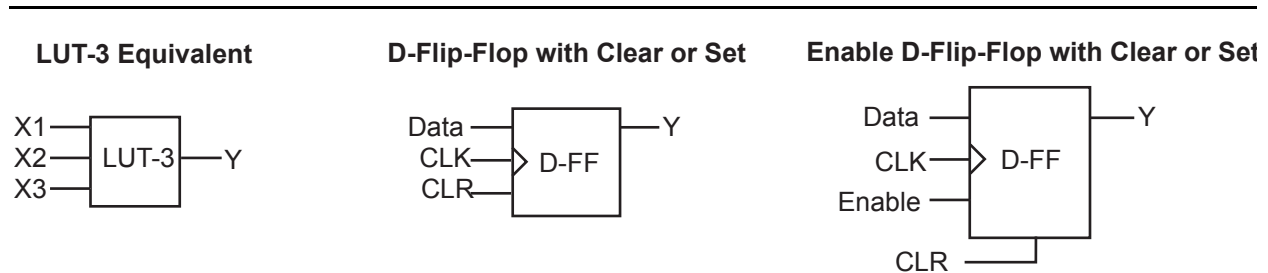 LUT-3 Equivalent
X1
X2
X3
LUT-3
Y
D-Flip-Flop with Clear or Set
Data
CLK
CLR
D-FF
Y
Enable D-Flip-Flop with Clear or Set
Data
CLK
Enable
CLR
D-FF
Y